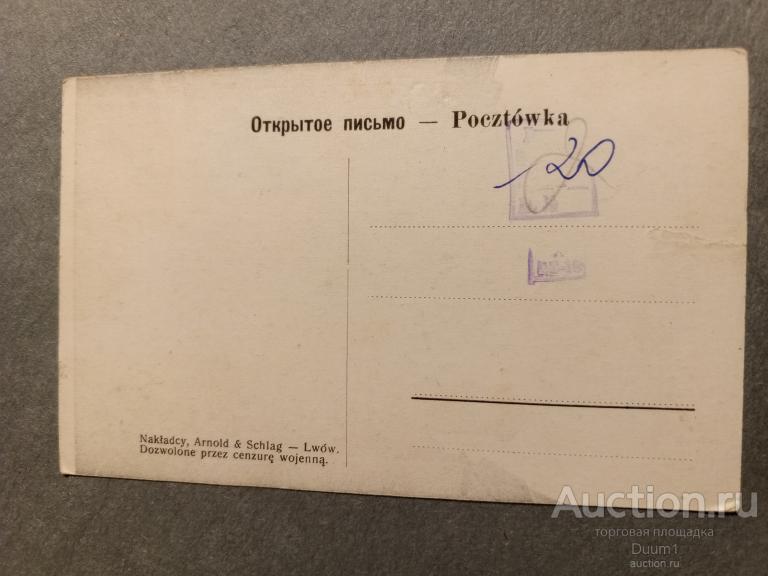 Открытое письмо — Pocztówka
20
Nakładcy, Arnold & Schlag — Lwów.
Dozwolone przez cenzurę wojenną.
Auction.ru
торговая площадка
Duum1
auction.ru